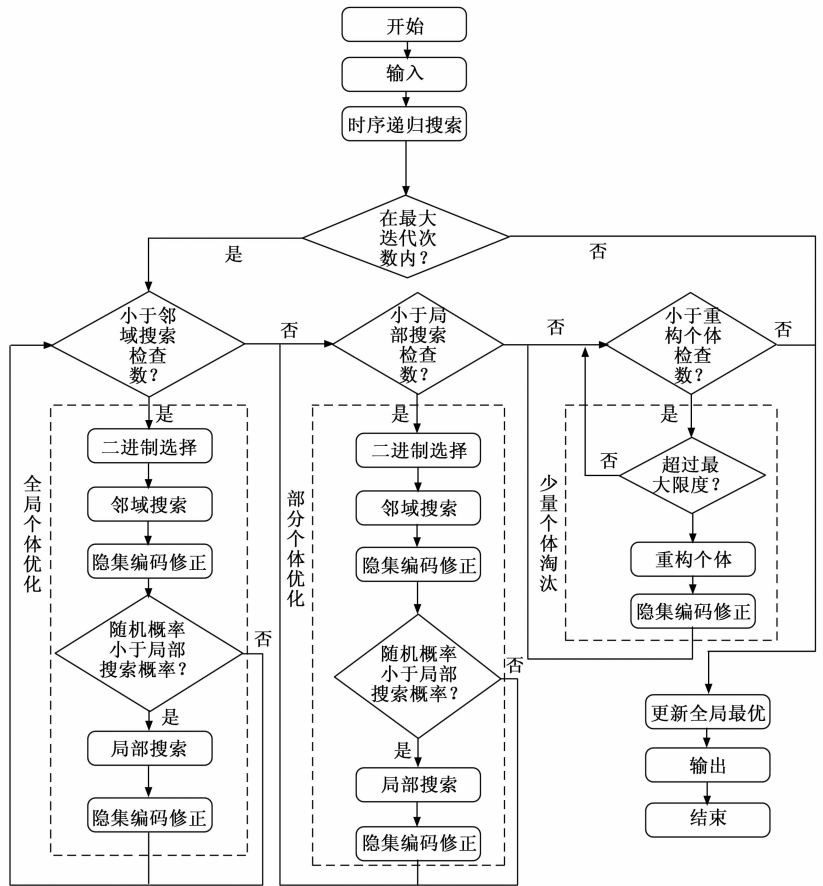 开始
输入
时序递归搜索
在最大
迭代次
数内？
是
否
小于邻
域搜索
检查
数？
否
小于局
部搜索
检查
数？
否
小于重
构个体
检查
数？
否
是
二进制选择
邻域搜索
隐集编码修正
随机概率
小于局部
搜索概率？
否
是
局部搜索
隐集编码修正
全局个体优化
是
二进制选择
邻域搜索
隐集编码修正
随机概率
小于局部
搜索概率？
否
是
局部搜索
隐集编码修正
部分个体优化
是
超过最
大限度？
否
重构个体
隐集编码修正
少量个体淘汰
更新全局最优
输出
结束